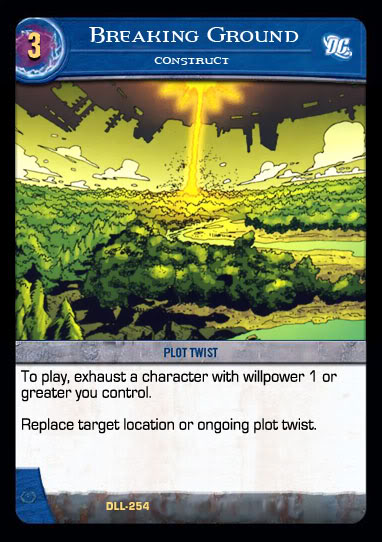 3
BREAKING GROUND
CONSTRUCT
DC
PLOT TWIST
To play, exhaust a character with willpower 1 or
greater you control.
Replace target location or ongoing plot twist.
DLL-254